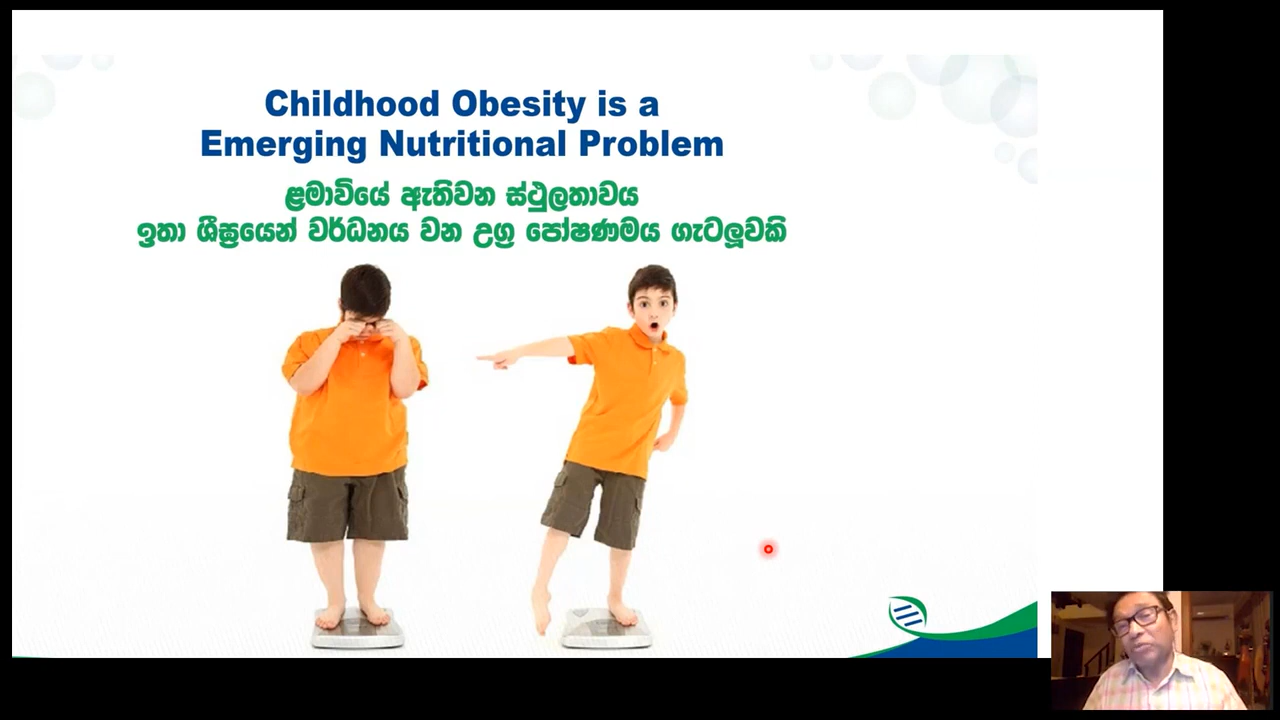 Childhood Obesity is a
Emerging Nutritional Problem
ළමාවියේ ඇතිවන ස්ථුලතාවය
ඉතා ශීඝ්‍රයෙන් වර්ධනය වන උග්‍ර පෝෂණමය ගැටලූවකි